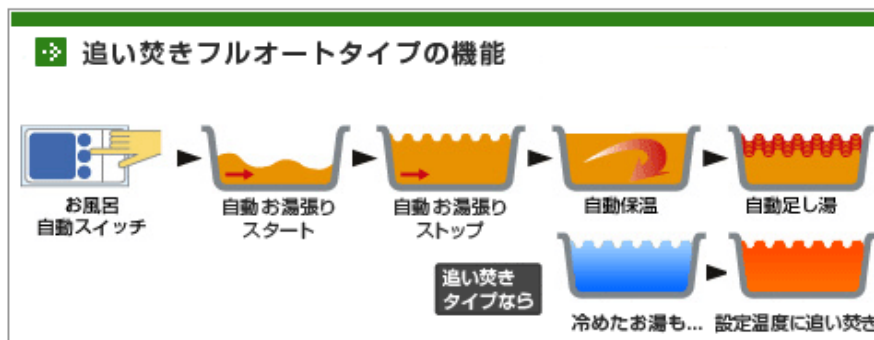 追い焚きフルオートタイプの機能
お風呂
自動スイッチ
自動お湯張り
スタート
自動お湯張り
ストップ
自動保温
自動足し湯
追い焚き
タイプなら
冷めたお湯も...
設定温度に追い焚き